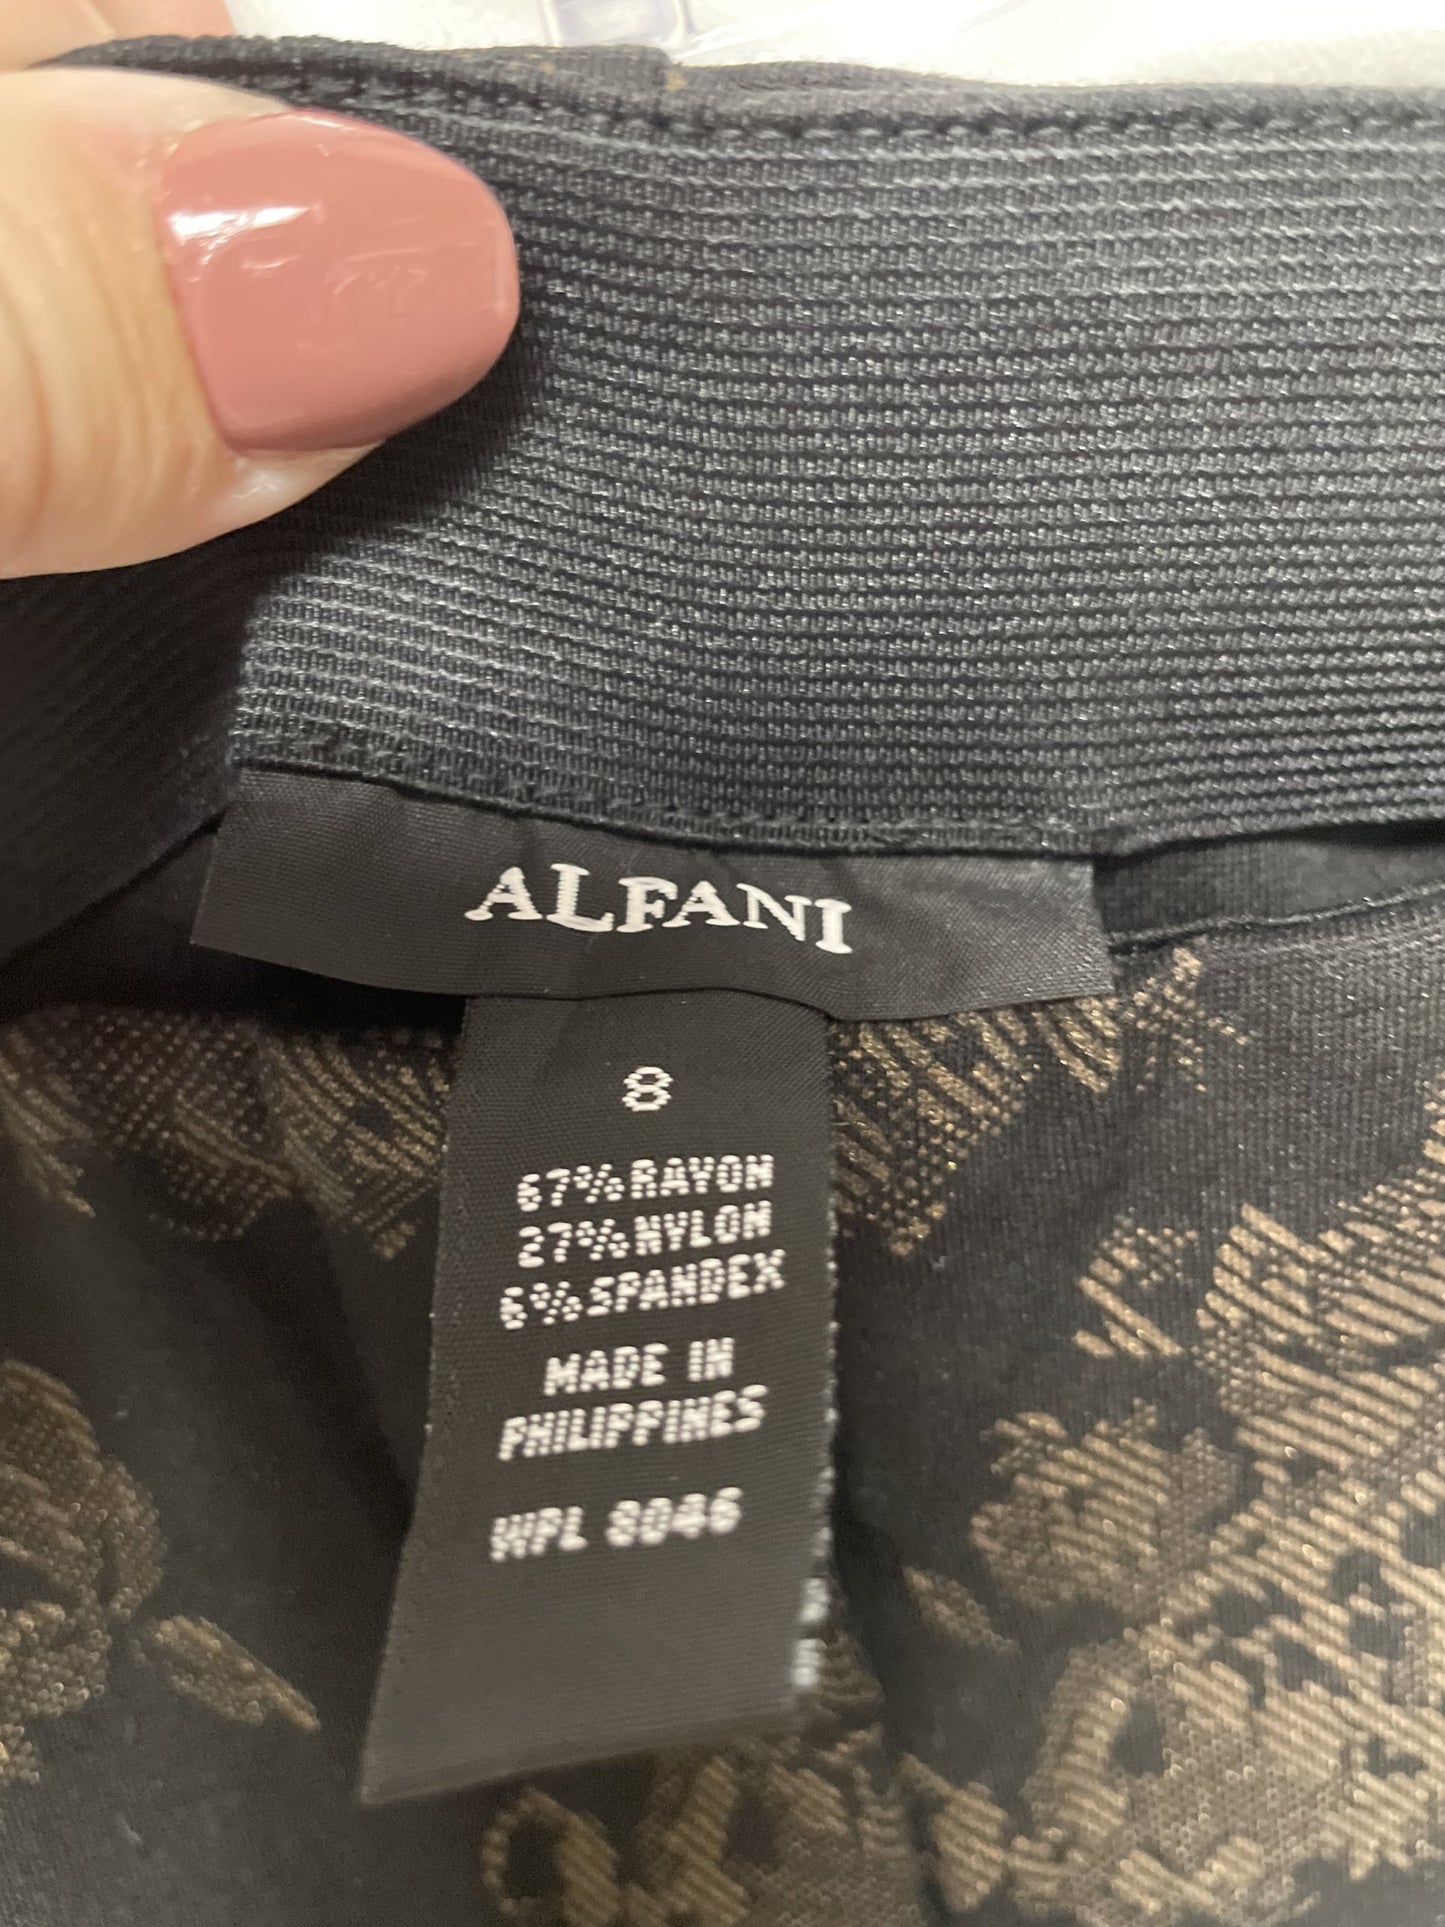 ALFANI
8
67%RAYON
27%NYLON
6%SPANDEX
MADE IN
PHILIPPINES
WPL 8046